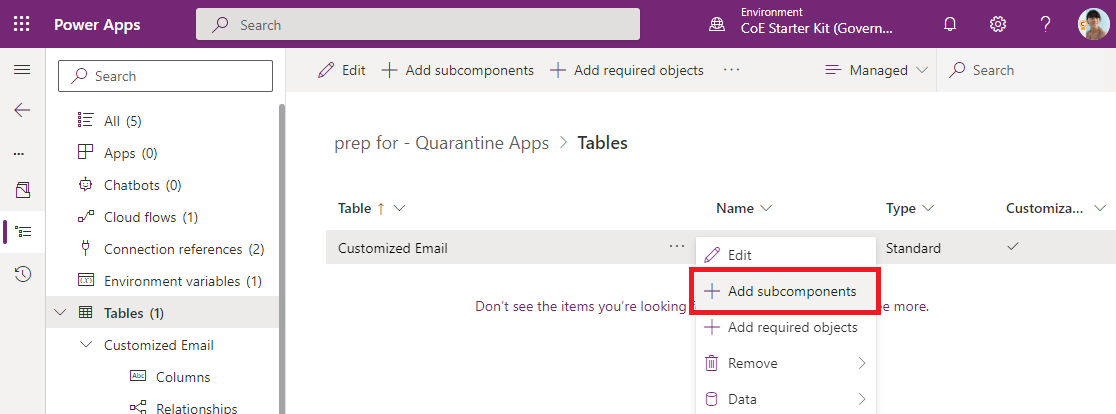 Power Apps
Search
Environment
CoE Starter Kit (Govern...
?
Search
Edit
Add subcomponents
Add required objects
...
Managed
Search
All (5)
Apps (0)
Chatbots (0)
Cloud flows (1)
Connection references (2)
Environment variables (1)
Tables (1)
Customized Email
Abc
Columns
Relationships
prep for - Quarantine Apps > Tables
Table ↑
Name
Type
Customiza...
Customized Email
...
Standard
Don't see the items you're looking
ee more.
Edit
Add subcomponents
Add required objects
Remove
Data